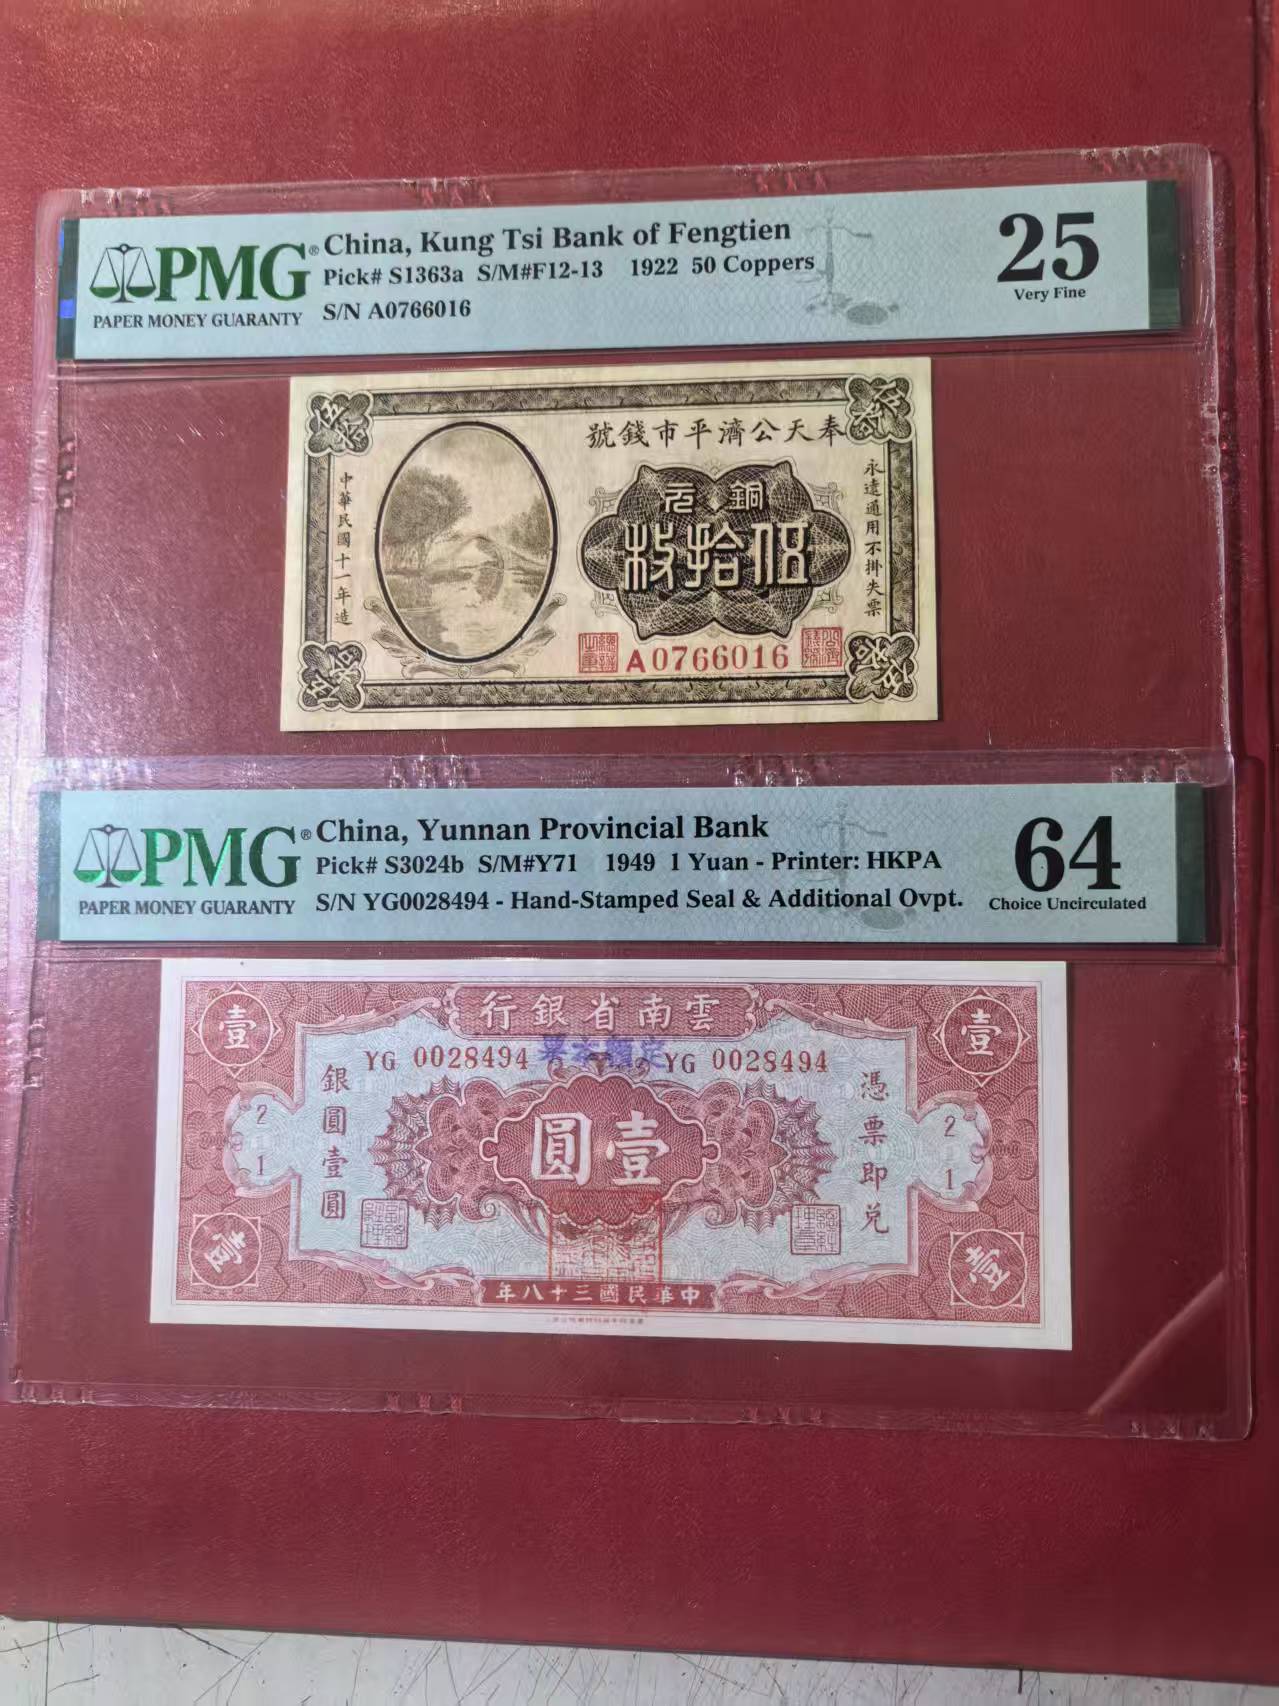 PMG®
PAPER MONEY GUARANTY
China, Kung Tsi Bank of Fengtien
Pick# S1363a S/M#F12-13 1922 50 Coppers
S/N A0766016
25
Very Fine
伍拾
號錢市平濟公天奉
中華民國十一年造
元銅
枚拾伍
永遠通用不掛失票
A0766016
PMG®
PAPER MONEY GUARANTY
China, Yunnan Provincial Bank
Pick# S3024b S/M#Y71 1949 1 Yuan - Printer: HKPA
S/N YG0028494 - Hand-Stamped Seal & Additional Ovpt.
64
Choice Uncirculated
壹
行銀省南雲
壹
YG 0028494
YG 0028494
銀圓壹圓
憑票即兌
21
圓壹
21
壹
年八十三國民華中
壹